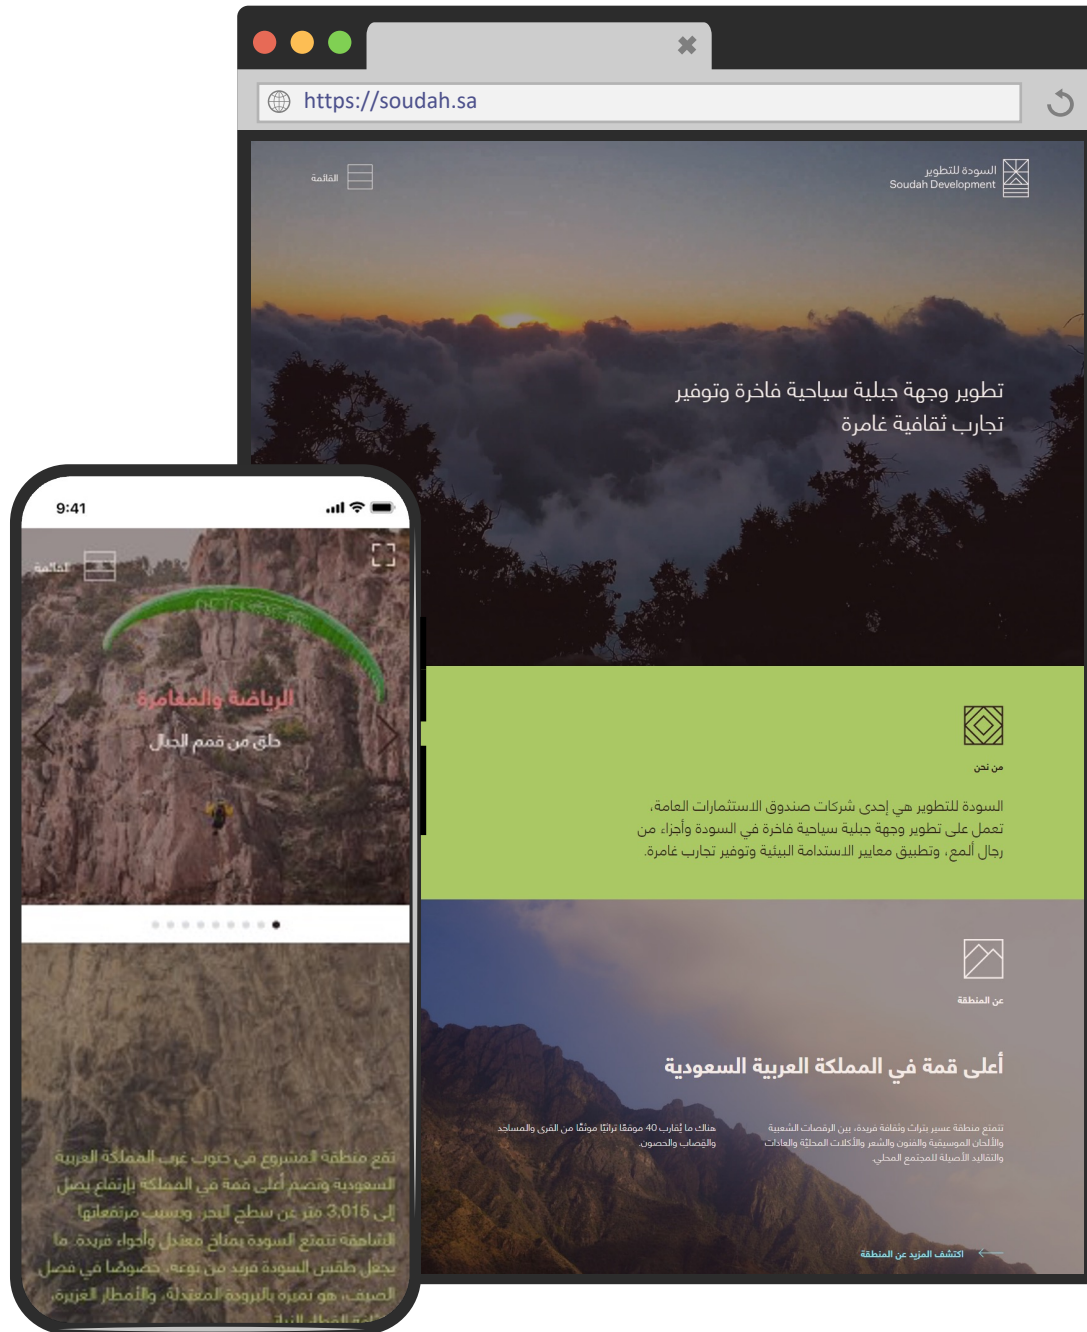 https://soudah.sa
السودة للتطوير
Soudah Development
القائمة
تطوير وجهة جبلية سياحية فاخرة وتوفير
تجارب ثقافية غامرة
من نحن
السودة للتطوير هي إحدى شركات صندوق الاستثمارات العامة،
تعمل على تطوير وجهة جبلية سياحية فاخرة في السودة وأجزاء من
رجال ألمع، وتطبيق معايير الاستدامة البيئية وتوفير تجارب غامرة.
عن المنطقة
أعلى قمة في المملكة العربية السعودية
تتمتع منطقة عسير بتراث وثقافة فريدة، بين الرقصات الشعبية
والألحان الموسيقية والفنون والشعر والأكلات المحليّة والعادات
والتقاليد الأصيلة للمجتمع المحلي.
هناك ما يُقارب 40 موقعًا تراثيًا موثقًا من القرى والمساجد
والقِصاب والحصون.
اكتشف المزيد عن المنطقة
9:41
القائمة
الرياضة والمغامرة
حلق من قمم الجبال
تقع منطقة المشروع في جنوب غرب المملكة العربية
السعودية وتضم أعلى قمة في المملكة بإرتفاع يصل
إلى 3,015 متر عن سطح البحر. وبسبب مرتفعاتها
الشاهقة تتمتع السودة بمناخ معتدل وأجواء فريدة. ما
يجعل طقس السودة فريد من نوعه، خصوصًا في فصل
الصيف، هو تميزه بالبرودة المعتدلة، والأمطار الغزيرة،